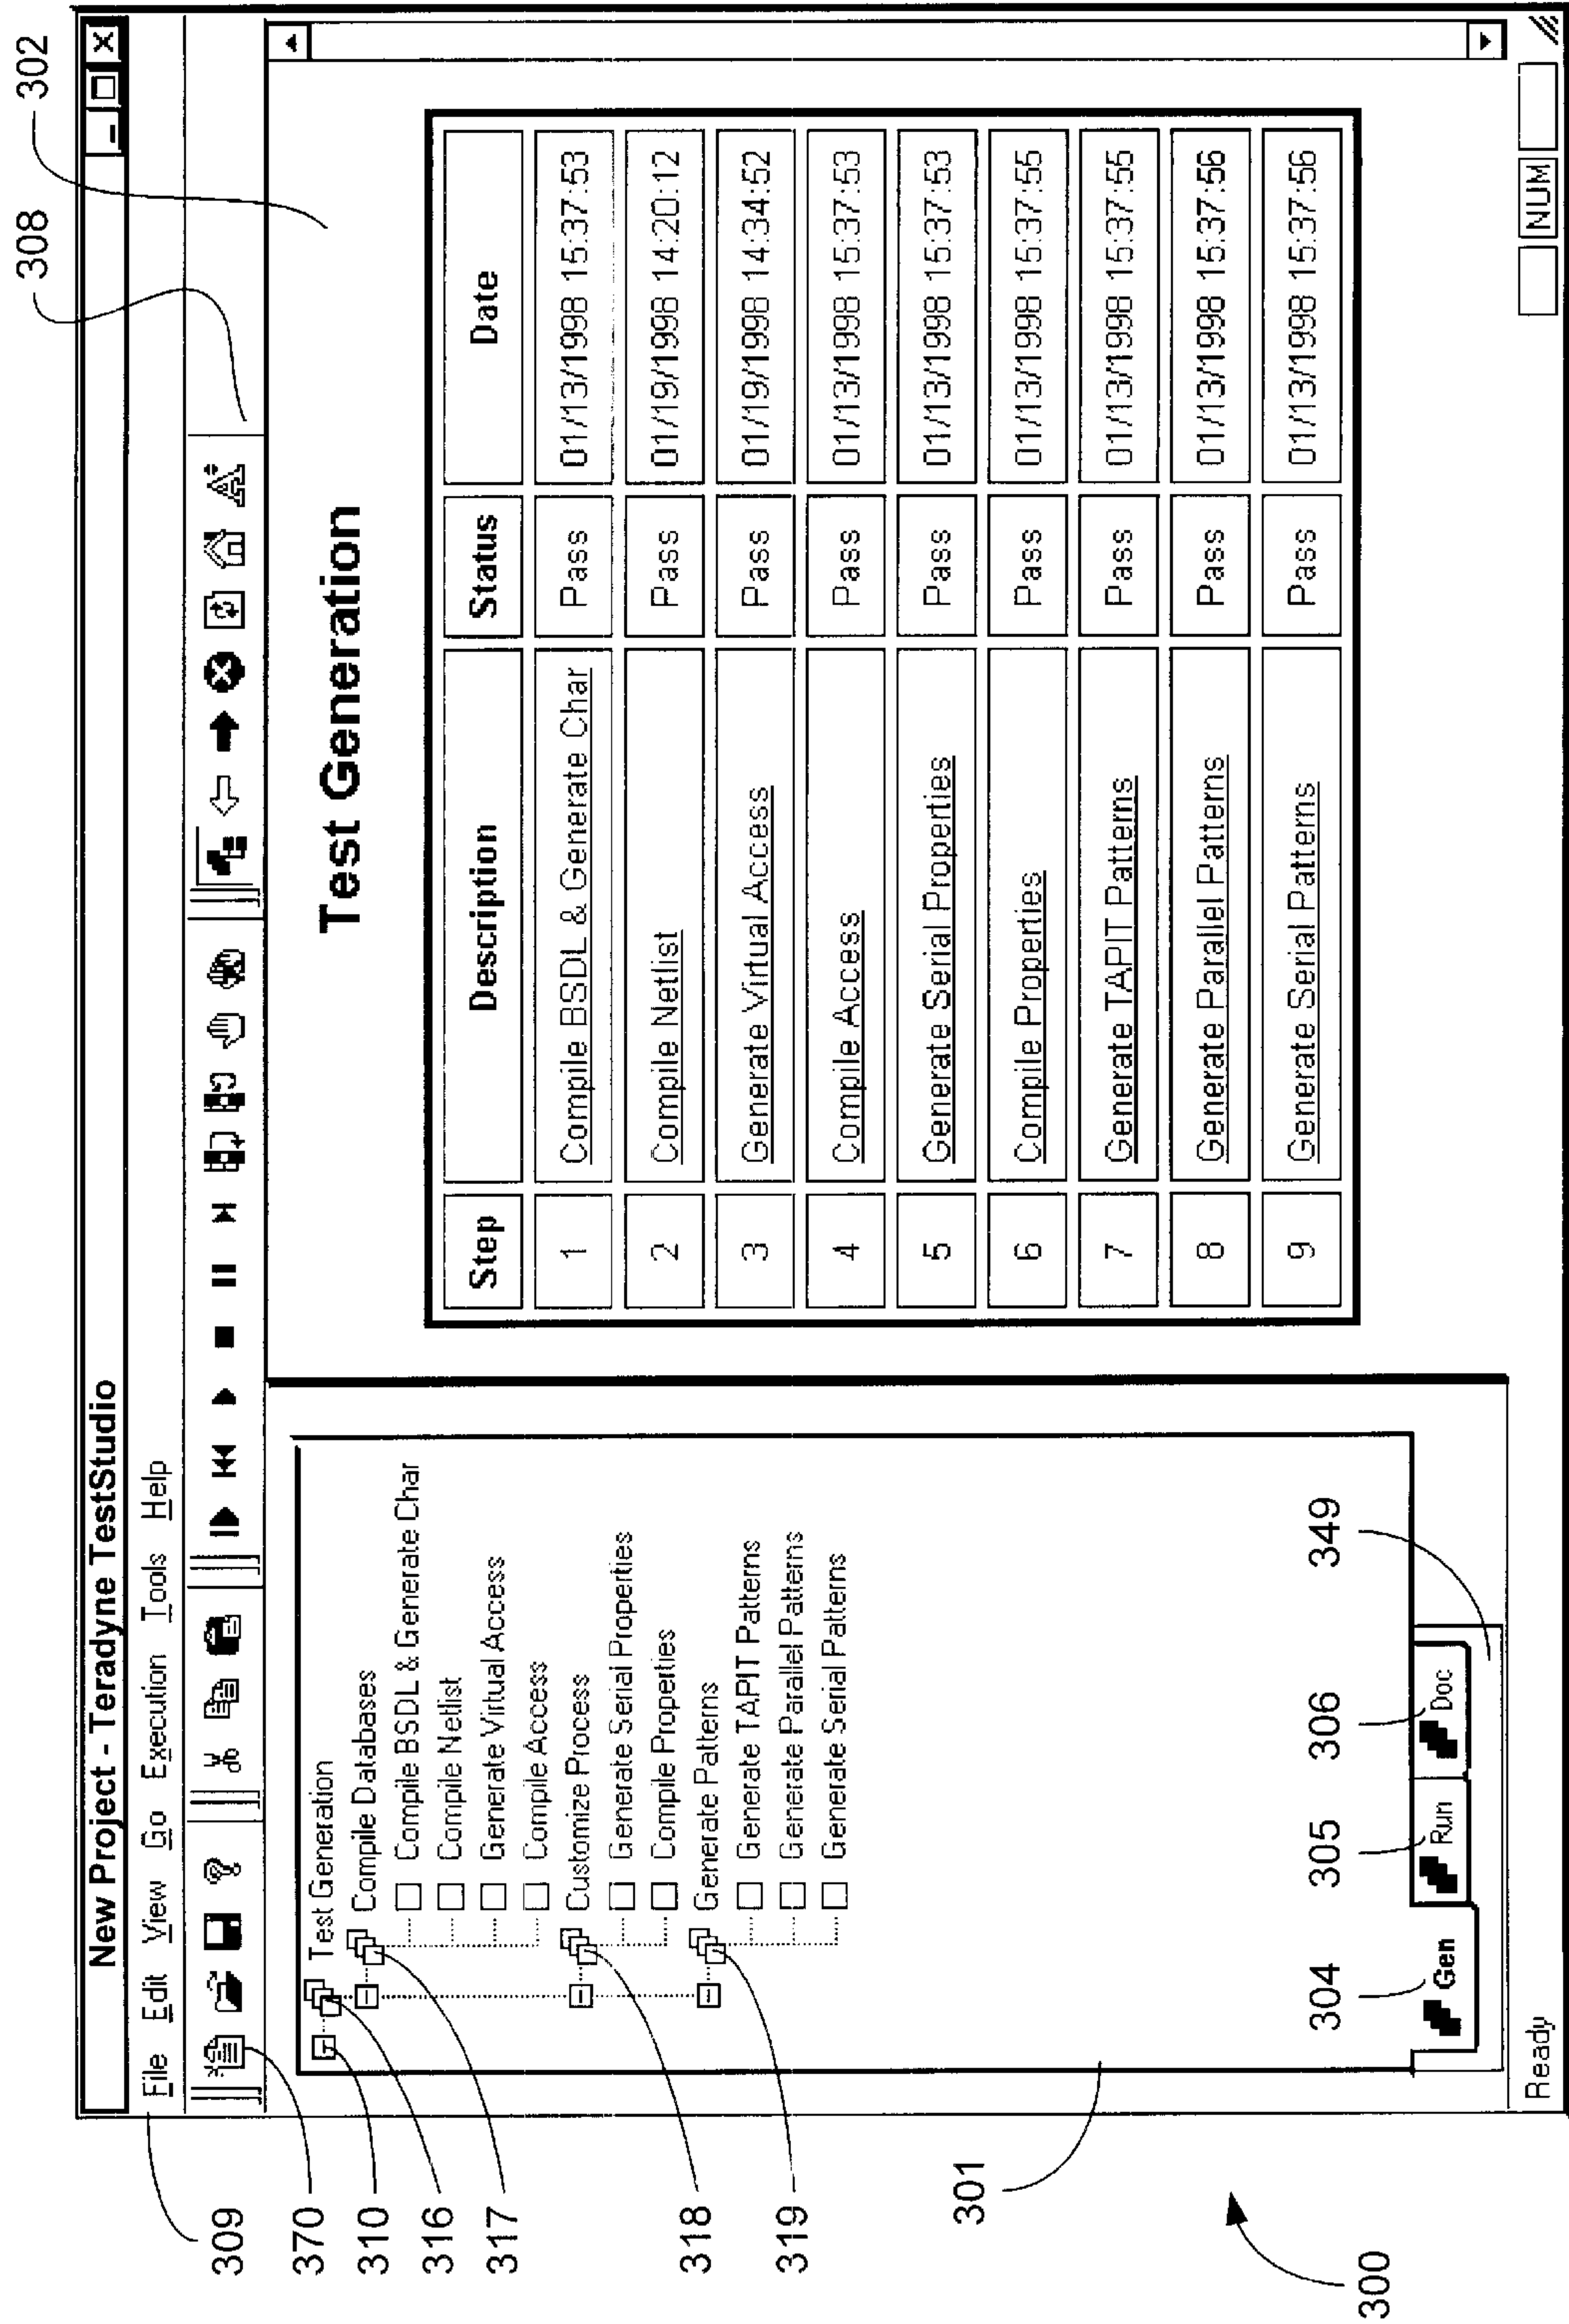 302
308
New Project - Teradyne TestStudio
File Edit View Go Execution Tools Help
Test Generation
Compile Databases
Compile BSDL & Generate Char
Compile Netlist
Generate Virtual Access
Compile Access
Customize Process
Generate Serial Properties
Compile Properties
Generate Patterns
Generate TAPIT Patterns
Generate Parallel Patterns
Generate Serial Patterns
Test Generation
Step Description Status Date
1 Compile BSDL & Generate Char Pass 01/13/1998 15:37:53
2 Compile Netlist Pass 01/19/1998 14:20:12
3 Generate Virtual Access Pass 01/19/1998 14:34:52
4 Compile Access Pass 01/13/1998 15:37:53
5 Generate Serial Properties Pass 01/13/1998 15:37:53
6 Compile Properties Pass 01/13/1998 15:37:55
7 Generate TAPIT Patterns Pass 01/13/1998 15:37:55
8 Generate Parallel Patterns Pass 01/13/1998 15:37:56
9 Generate Serial Patterns Pass 01/13/1998 15:37:56
309
370
310
316
317
318
319
301
304 305 306 349
Gen Run Doc
Ready NUM
300